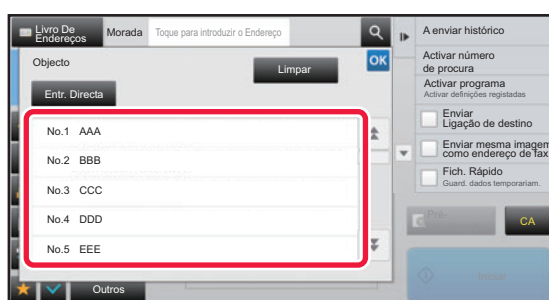 Livro De
Endereços
Morada
Toque para introduzir o Endereço
A enviar histórico
Objecto
Limpar
OK
Activar número
de procura
Entr. Directa
Activar programa
Activar definições registadas
Enviar
Ligação de destino
No.1 AAA
Enviar mesma imagem
como endereço de fax
No.2 BBB
Fich. Rápido
Guard. dados temporariam.
No.3 CCC
No.4 DDD
Pré-
CA
No.5 EEE
Iniciar
Outros